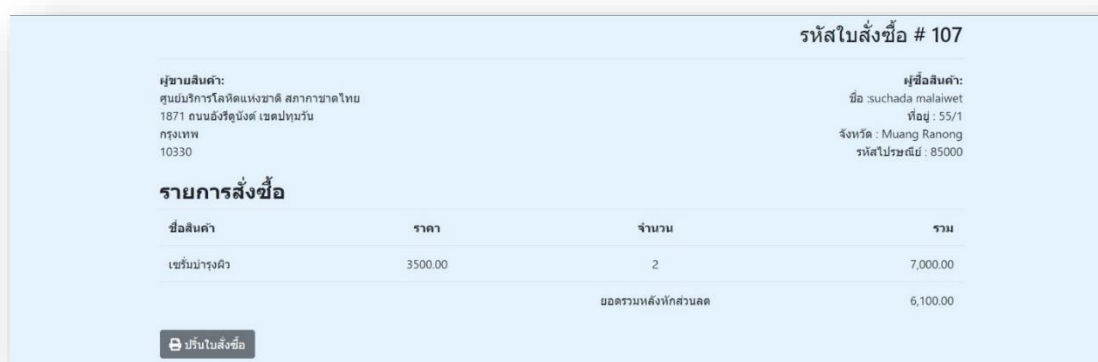 รหัสใบสั่งซื้อ # 107
ผู้ขายสินค้า:
ศูนย์บริการโลหิตแห่งชาติ สภากาชาดไทย
1871 ถนนอังรีดูนังต์ เขตปทุมวัน
กรุงเทพ
10330
ผู้ซื้อสินค้า:
ชื่อ :suchada malaiwet
ที่อยู่ : 55/1
จังหวัด : Muang Ranong
รหัสไปรษณีย์ : 85000
รายการสั่งซื้อ
ชื่อสินค้า ราคา จำนวน รวม
เซรั่มบำรุงผิว 3500.00 2 7,000.00
ยอดรวมหลังหักส่วนลด 6,100.00
ปริ้นใบสั่งซื้อ